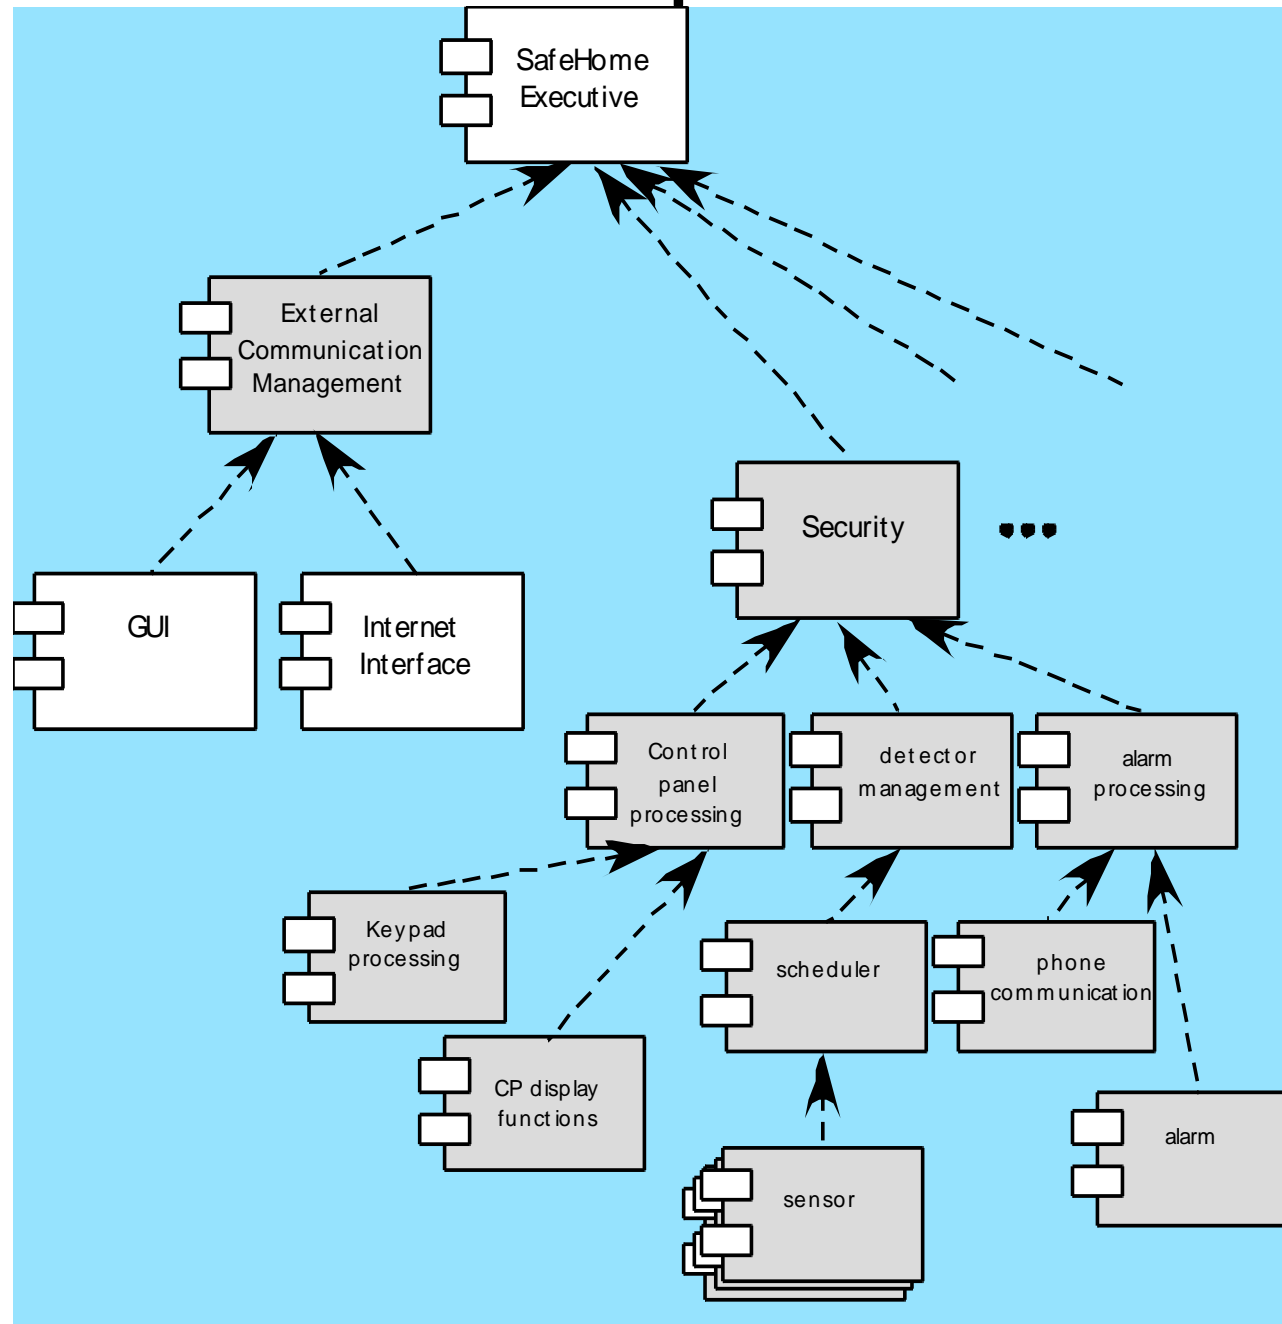 SafeHome
Executive
External
Communication
Management
Security
GUI
Internet
Interface
Control
panel
processing
detector
management
alarm
processing
Keypad
processing
scheduler
phone
communication
CP display
functions
alarm
sensor